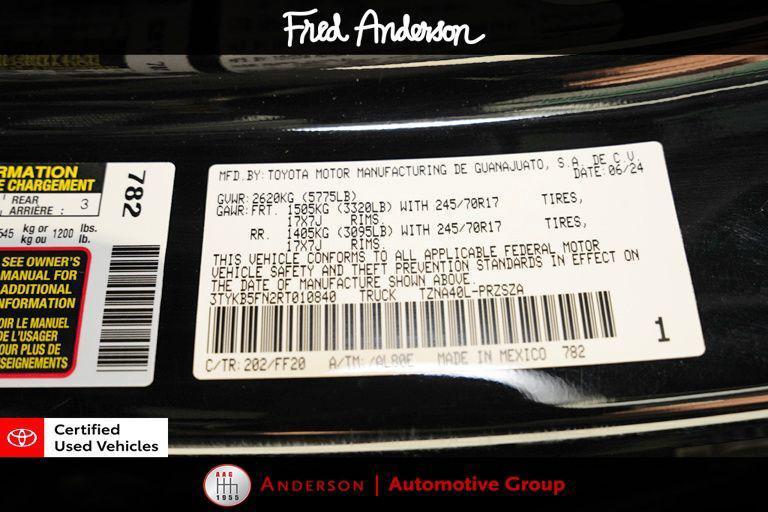 Fred Anderson
RMATION
E CHARGEMENT
REAR
ARRIÈRE : 3
545 kg or kg ou 1200 lbs. lb.
SEE OWNER'S
MANUAL FOR
ADDITIONAL
INFORMATION
OIR LE MANUEL
DE L'USAGER
OUR PLUS DE
SEIGNEMENTS
782
MFD.BY: TOYOTA MOTOR MANUFACTURING DE GUANAJUATO, S.A. DE C.V.
DATE: 06/24
GVWR: 2620KG (5775LB)
GAWR: FRT. 1505KG (3320LB) WITH 245/70R17 TIRES,
17X7J RIMS.
RR. 1405KG (3095LB) WITH 245/70R17 TIRES,
17X7J RIMS.
THIS VEHICLE CONFORMS TO ALL APPLICABLE FEDERAL MOTOR
VEHICLE SAFETY AND THEFT PREVENTION STANDARDS IN EFFECT ON
THE DATE OF MANUFACTURE SHOWN ABOVE.
3TYKB5FN2RT010840 TRUCK TZNA40L-PRZSZA
1
C/TR: 202/FF20 A/TM: /AL80E MADE IN MEXICO 782
Certified
Used Vehicles
AAG
1955
ANDERSON | Automotive Group